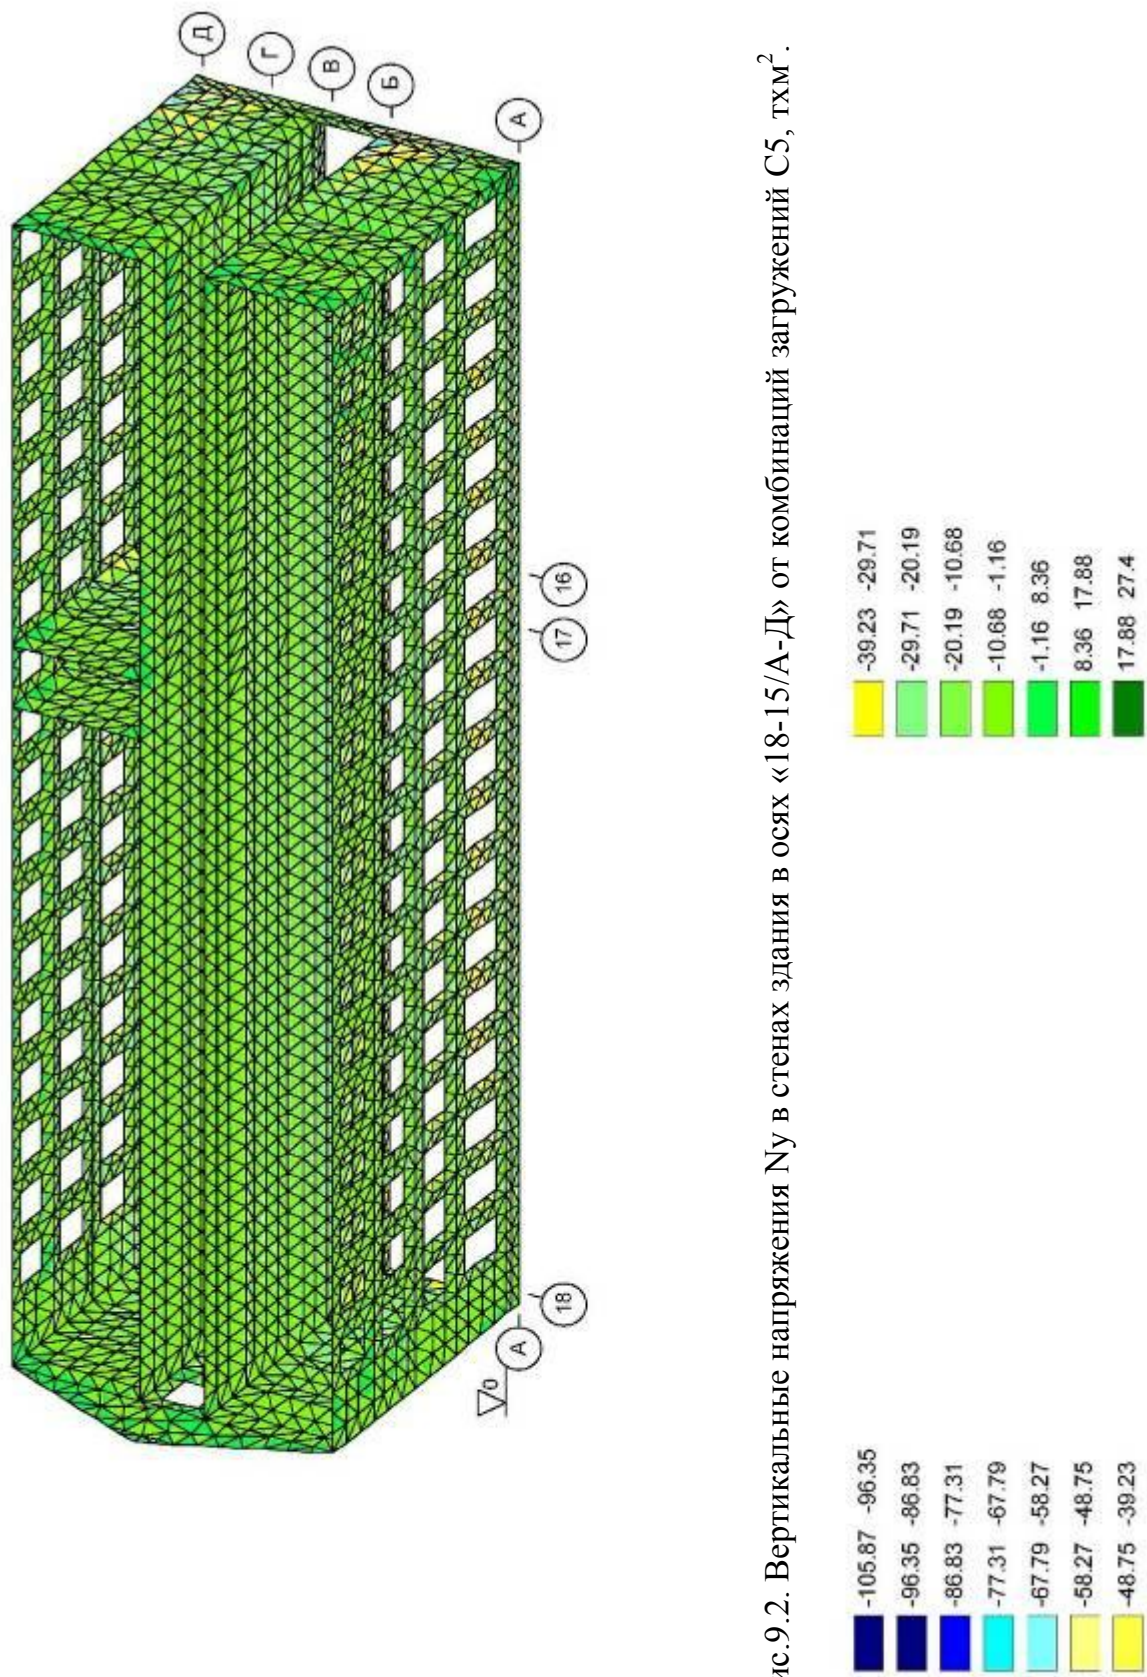 Д
Г
В
Б
А
16
17
18
А
0
ис.9.2. Вертикальные напряжения Ny в стенах здания в осях «18-15/А-Д» от комбинаций загружений С5, тхм².
-105.87 -96.35
-96.35 -86.83
-86.83 -77.31
-77.31 -67.79
-67.79 -58.27
-58.27 -48.75
-48.75 -39.23
-39.23 -29.71
-29.71 -20.19
-20.19 -10.68
-10.68 -1.16
-1.16 8.36
8.36 17.88
17.88 27.4